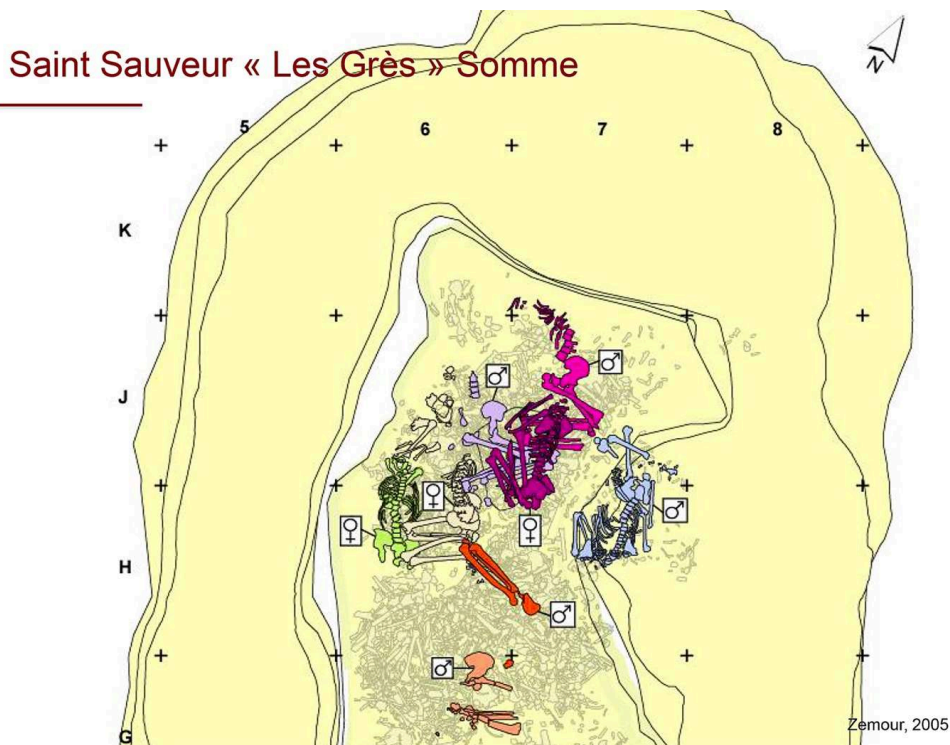 Saint Sauveur « Les Grès » Somme
N
5 6 7 8
K
J
♂ ♂
♀ ♀ ♀ ♂
H
♂
♂
G
Zemour, 2005